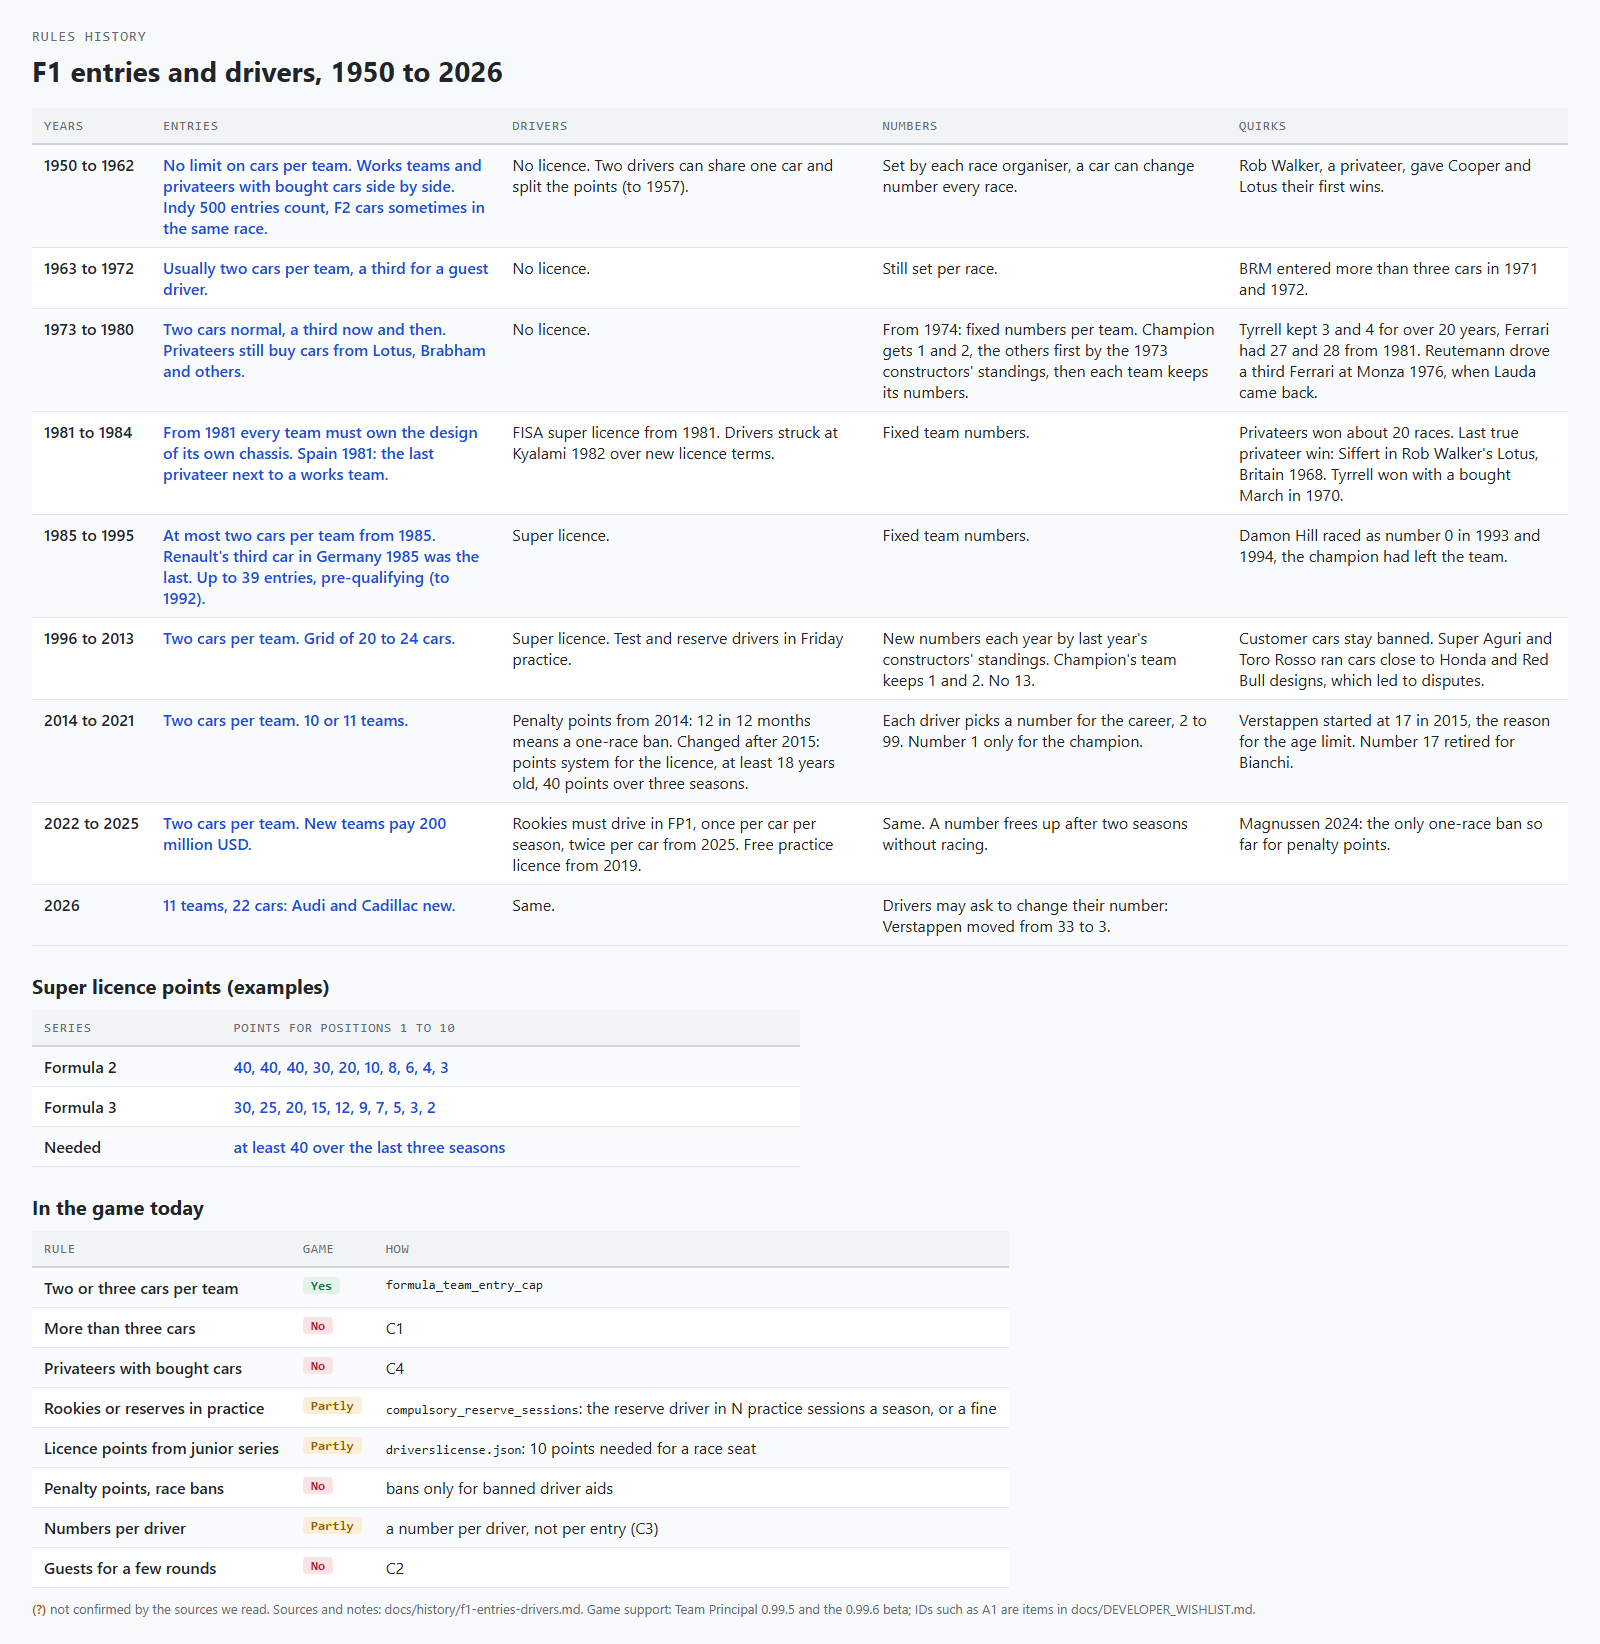 RULES HISTORY
F1 entries and drivers, 1950 to 2026
YEARS ENTRIES DRIVERS NUMBERS QUIRKS
1950 to 1962
No limit on cars per team. Works teams and
privateers with bought cars side by side.
Indy 500 entries count, F2 cars sometimes in
the same race.
No licence. Two drivers can share one car and
split the points (to 1957).
Set by each race organiser, a car can change
number every race.
Rob Walker, a privateer, gave Cooper and
Lotus their first wins.
1963 to 1972
Usually two cars per team, a third for a guest
driver.
No licence.
Still set per race.
BRM entered more than three cars in 1971
and 1972.
1973 to 1980
Two cars normal, a third now and then.
Privateers still buy cars from Lotus, Brabham
and others.
No licence.
From 1974: fixed numbers per team. Champion
gets 1 and 2, the others first by the 1973
constructors' standings, then each team keeps
its numbers.
Tyrrell kept 3 and 4 for over 20 years, Ferrari
had 27 and 28 from 1981. Reutemann drove
a third Ferrari at Monza 1976, when Lauda
came back.
1981 to 1984
From 1981 every team must own the design
of its own chassis. Spain 1981: the last
privateer next to a works team.
FISA super licence from 1981. Drivers struck at
Kyalami 1982 over new licence terms.
Fixed team numbers.
Privateers won about 20 races. Last true
privateer win: Siffert in Rob Walker's Lotus,
Britain 1968. Tyrrell won with a bought
March in 1970.
1985 to 1995
At most two cars per team from 1985.
Renault's third car in Germany 1985 was the
last. Up to 39 entries, pre-qualifying (to
1992).
Super licence.
Fixed team numbers.
Damon Hill raced as number 0 in 1993 and
1994, the champion had left the team.
1996 to 2013
Two cars per team. Grid of 20 to 24 cars.
Super licence. Test and reserve drivers in Friday
practice.
New numbers each year by last year's
constructors' standings. Champion's team
keeps 1 and 2. No 13.
Customer cars stay banned. Super Aguri and
Toro Rosso ran cars close to Honda and Red
Bull designs, which led to disputes.
2014 to 2021
Two cars per team. 10 or 11 teams.
Penalty points from 2014: 12 in 12 months
means a one-race ban. Changed after 2015:
points system for the licence, at least 18 years
old, 40 points over three seasons.
Each driver picks a number for the career, 2 to
99. Number 1 only for the champion.
Verstappen started at 17 in 2015, the reason
for the age limit. Number 17 retired for
Bianchi.
2022 to 2025
Two cars per team. New teams pay 200
million USD.
Rookies must drive in FP1, once per car per
season, twice per car from 2025. Free practice
licence from 2019.
Same. A number frees up after two seasons
without racing.
Magnussen 2024: the only one-race ban so
far for penalty points.
2026
11 teams, 22 cars: Audi and Cadillac new.
Same.
Drivers may ask to change their number:
Verstappen moved from 33 to 3.
Super licence points (examples)
SERIES POINTS FOR POSITIONS 1 TO 10
Formula 2 40, 40, 40, 30, 20, 10, 8, 6, 4, 3
Formula 3 30, 25, 20, 15, 12, 9, 7, 5, 3, 2
Needed at least 40 over the last three seasons
In the game today
RULE GAME HOW
Two or three cars per team Yes formula_team_entry_cap
More than three cars No C1
Privateers with bought cars No C4
Rookies or reserves in practice Partly compulsory_reserve_sessions: the reserve driver in N practice sessions a season, or a fine
Licence points from junior series Partly driverslicense.json: 10 points needed for a race seat
Penalty points, race bans No bans only for banned driver aids
Numbers per driver Partly a number per driver, not per entry (C3)
Guests for a few rounds No C2
(?) not confirmed by the sources we read. Sources and notes: docs/history/f1-entries-drivers.md. Game support: Team Principal 0.99.5 and the 0.99.6 beta; IDs such as A1 are items in docs/DEVELOPER_WISHLIST.md.